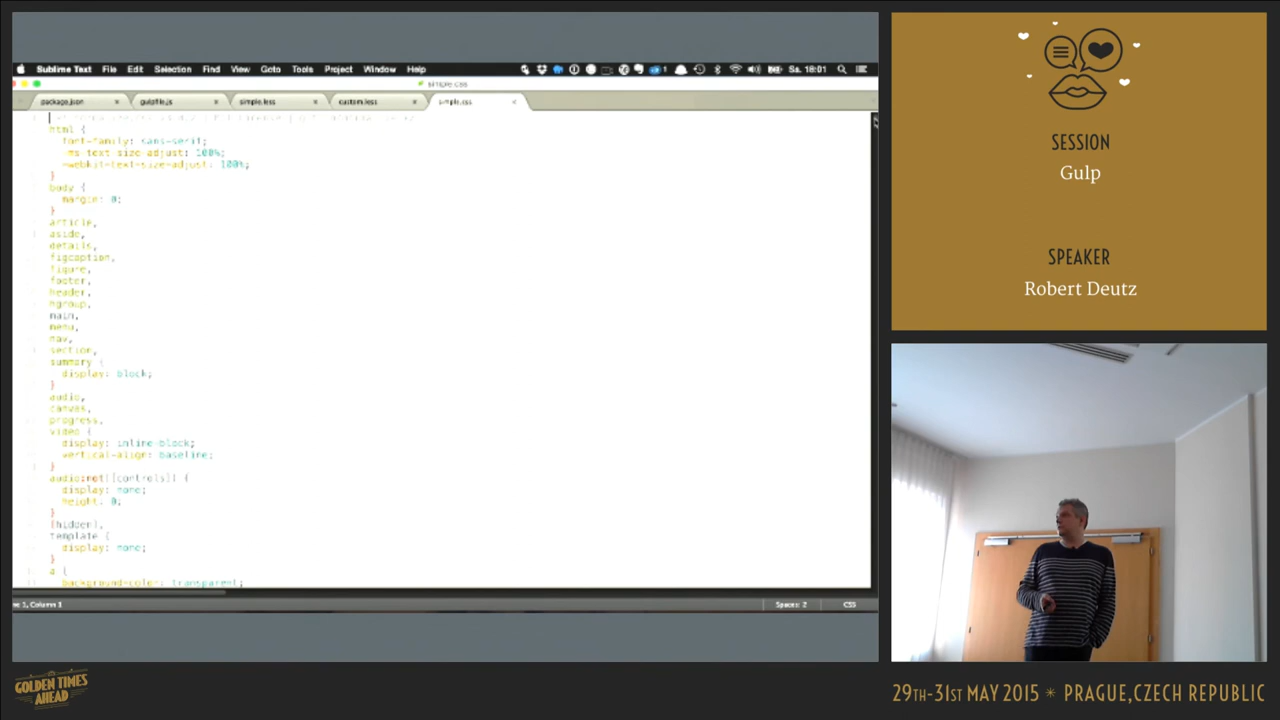 Sublime Text File Edit Selection Find View Goto Tools Project Window Help 1 Sa. 18:01
simple.css
package.json gulpfile.js simple.less custom.less simple.css
html {
font-family: sans-serif;
-ms-text-size-adjust: 100%;
-webkit-text-size-adjust: 100%;
}
body {
margin: 0;
}
article,
aside,
details,
figcaption,
figure,
footer,
header,
hgroup,
main,
menu,
nav,
section,
summary {
display: block;
}
audio,
canvas,
progress,
video {
display: inline-block;
vertical-align: baseline;
}
audio:not([controls]) {
display: none;
height: 0;
}
[hidden],
template {
display: none;
}
a {
background-color: transparent;
1, Column 1
Spaces: 2
CSS
SESSION
Gulp
SPEAKER
Robert Deutz
GOLDEN TIMES
AHEAD
29TH-31ST MAY 2015 * PRAGUE, CZECH REPUBLIC